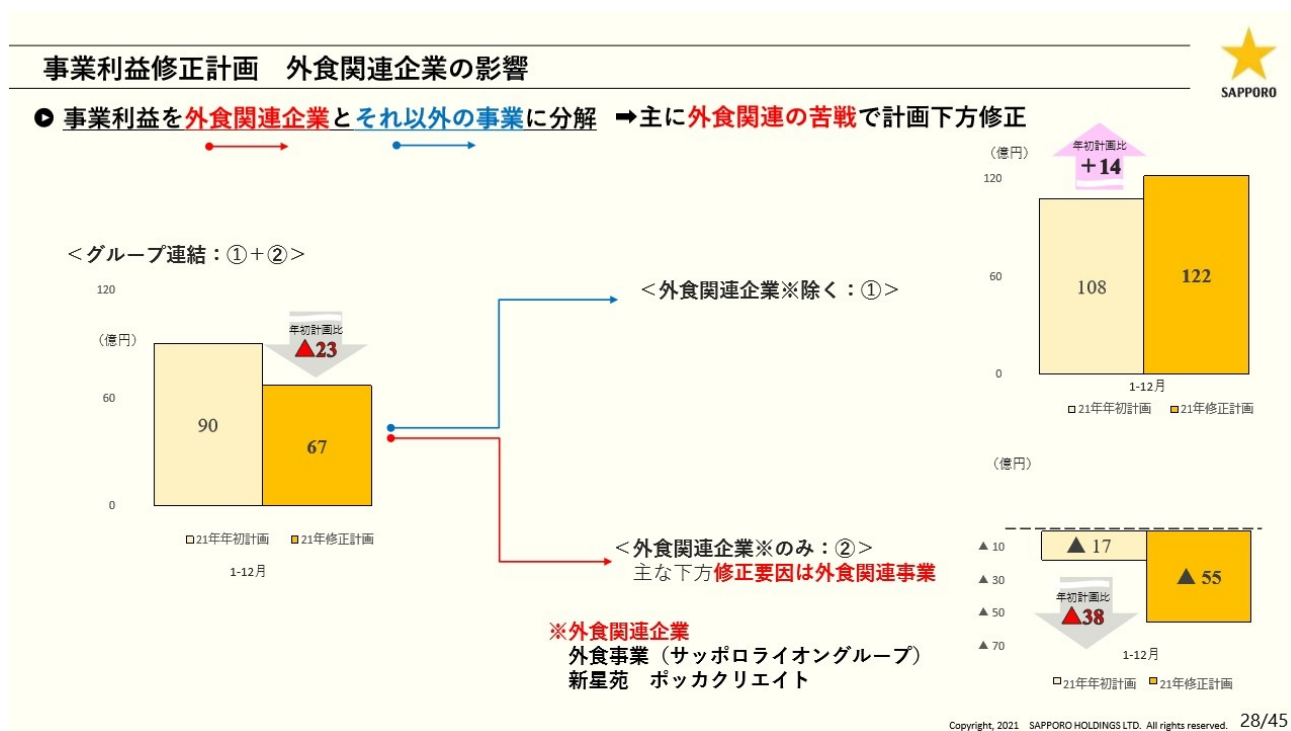 事業利益修正計画　外食関連企業の影響
SAPPORO
事業利益を外食関連企業とそれ以外の事業に分解　➡主に外食関連の苦戦で計画下方修正
＜グループ連結：①＋②＞
120
（億円）
60
0
年初計画比
▲23
90
67
21年年初計画 21年修正計画
1-12月
＜外食関連企業※除く：①＞
（億円）
120
60
0
年初計画比
＋14
108
122
1-12月
21年年初計画 21年修正計画
＜外食関連企業※のみ：②＞
主な下方修正要因は外食関連事業
（億円）
▲10
▲30
▲50
▲70
▲ 17
▲ 55
年初計画比
▲38
1-12月
21年年初計画 21年修正計画
※外食関連企業
外食事業（サッポロライオングループ）
新星苑　ポッカクリエイト
Copyright, 2021 SAPPORO HOLDINGS LTD. All rights reserved.
28/45